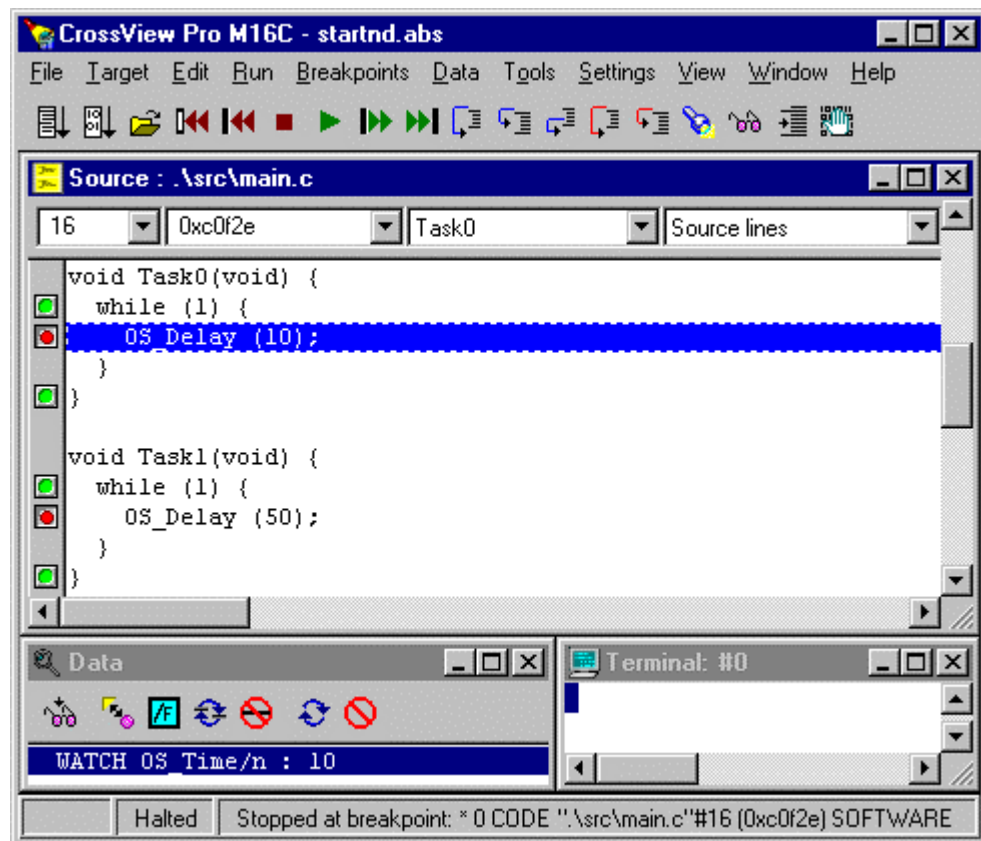 CrossView Pro M16C - startnd.abs
File Target Edit Run Breakpoints Data Tools Settings View Window Help
Source : .\src\main.c
16 0xc0f2e Task0 Source lines
void Task0(void) {
while (1) {
OS_Delay (10);
}
}
void Task1(void) {
while (1) {
OS_Delay (50);
}
}
Data
Terminal: #0
/F
WATCH OS_Time/n : 10
Halted Stopped at breakpoint: * 0 CODE ".\src\main.c"#16 (0xc0f2e) SOFTWARE